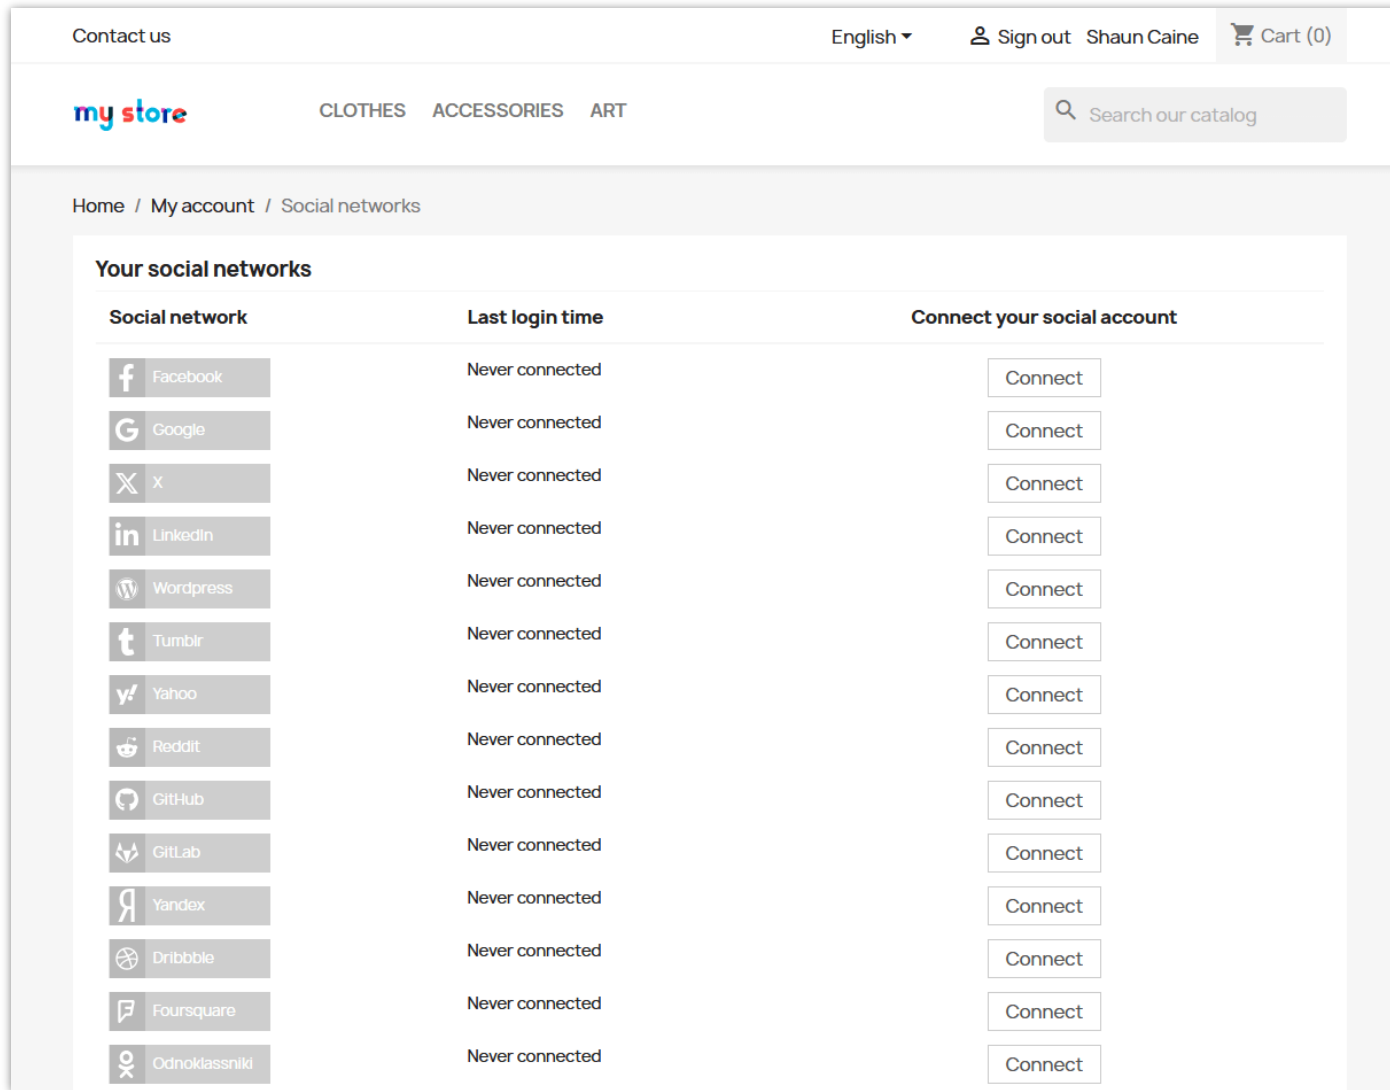 Contact us English Sign out Shaun Caine Cart (0)
my store CLOTHES ACCESSORIES ART Search our catalog
Home / My account / Social networks
Your social networks
Social network Last login time Connect your social account
Facebook Never connected Connect
Google Never connected Connect
X Never connected Connect
LinkedIn Never connected Connect
Wordpress Never connected Connect
Tumblr Never connected Connect
Yahoo Never connected Connect
Reddit Never connected Connect
GitHub Never connected Connect
GitLab Never connected Connect
Yandex Never connected Connect
Dribbble Never connected Connect
Foursquare Never connected Connect
Odnoklassniki Never connected Connect